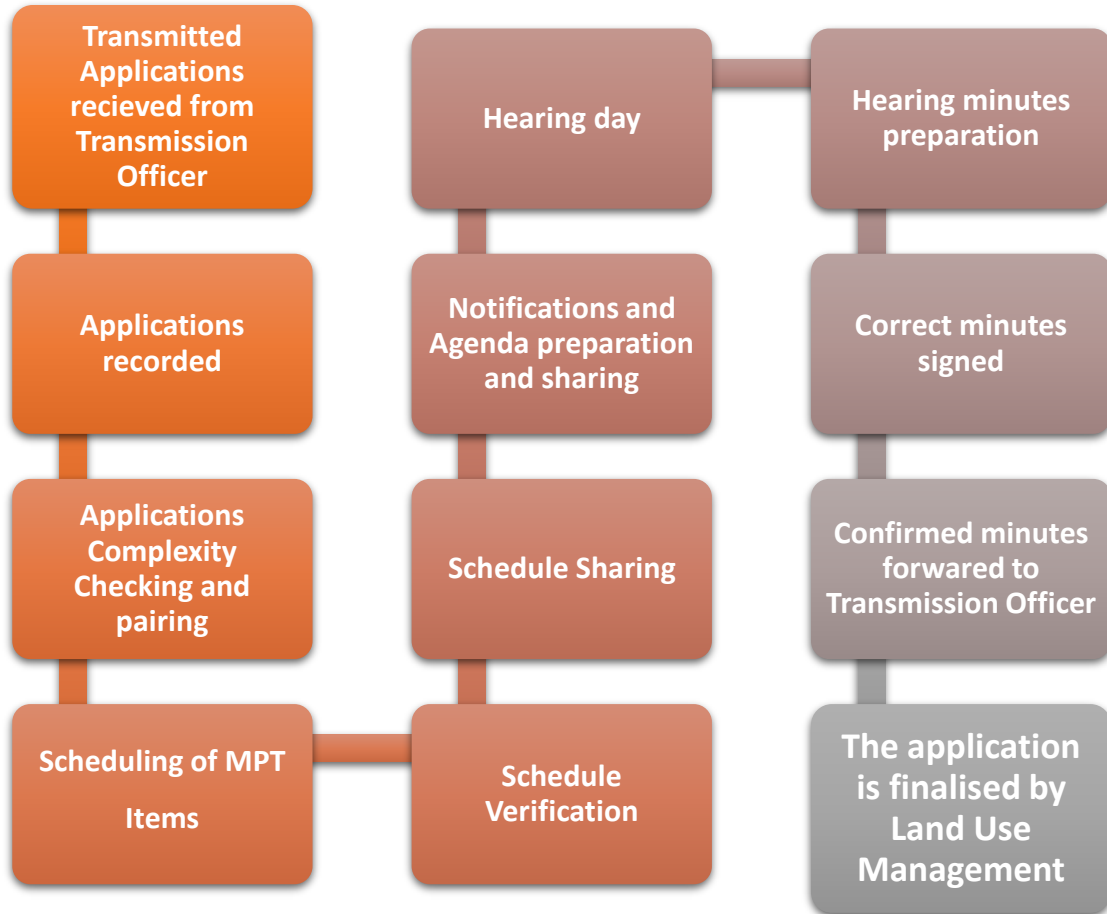 Transmitted
Applications
recieved from
Transmission
Officer
Applications
recorded
Applications
Complexity
Checking and
pairing
Scheduling of MPT
Items
Schedule
Verification
Schedule Sharing
Notifications and
Agenda preparation
and sharing
Hearing day
Hearing minutes
preparation
Correct minutes
signed
Confirmed minutes
forwared to
Transmission Officer
The application
is finalised by
Land Use
Management